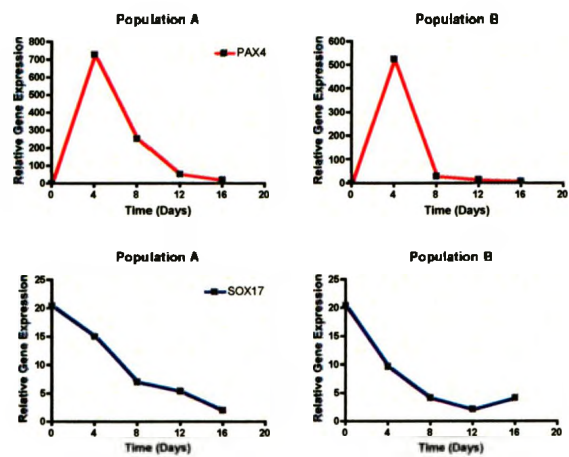 Population A
Relative Gene Expression
800
700
600
500
400
300
200
100
0
PAX4
0 4 8 12 16 20
Time (Days)
Population B
Relative Gene Expression
600
500
400
300
200
100
0
0 4 8 12 16 20
Time (Days)
Population A
Relative Gene Expression
25
20
15
10
5
0
SOX17
0 4 8 12 16 20
Time (Days)
Population B
Relative Gene Expression
25
20
15
10
5
0
0 4 8 12 16 20
Time (Days)